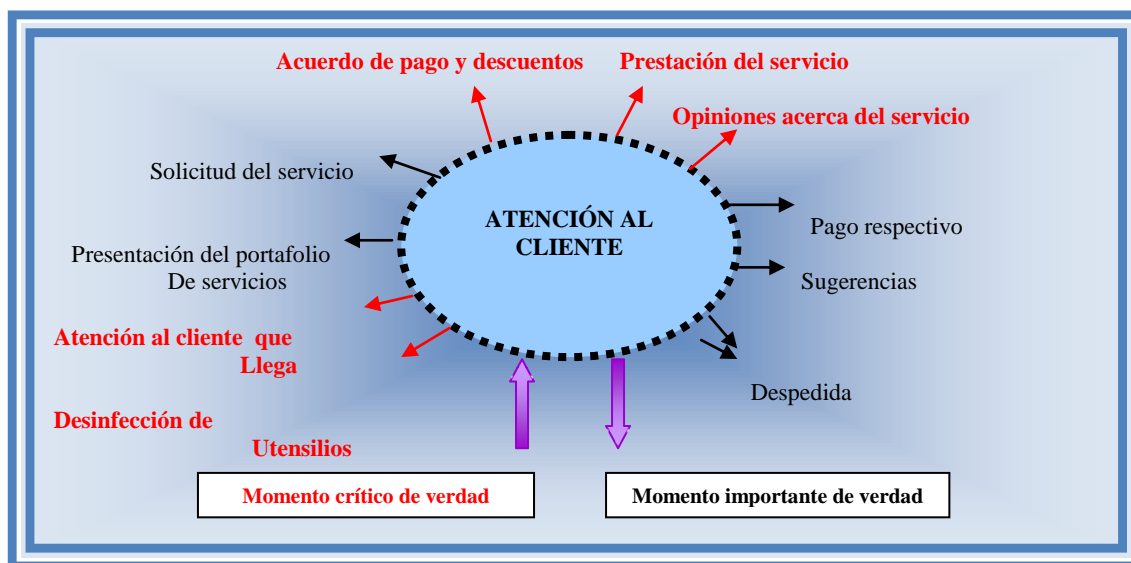 Acuerdo de pago y descuentos
Prestación del servicio
Opiniones acerca del servicio
Solicitud del servicio
ATENCIÓN AL
CLIENTE
Pago respectivo
Presentación del portafolio
De servicios
Sugerencias
Atención al cliente que
Llega
Despedida
Desinfección de
Utensilios
Momento crítico de verdad
Momento importante de verdad